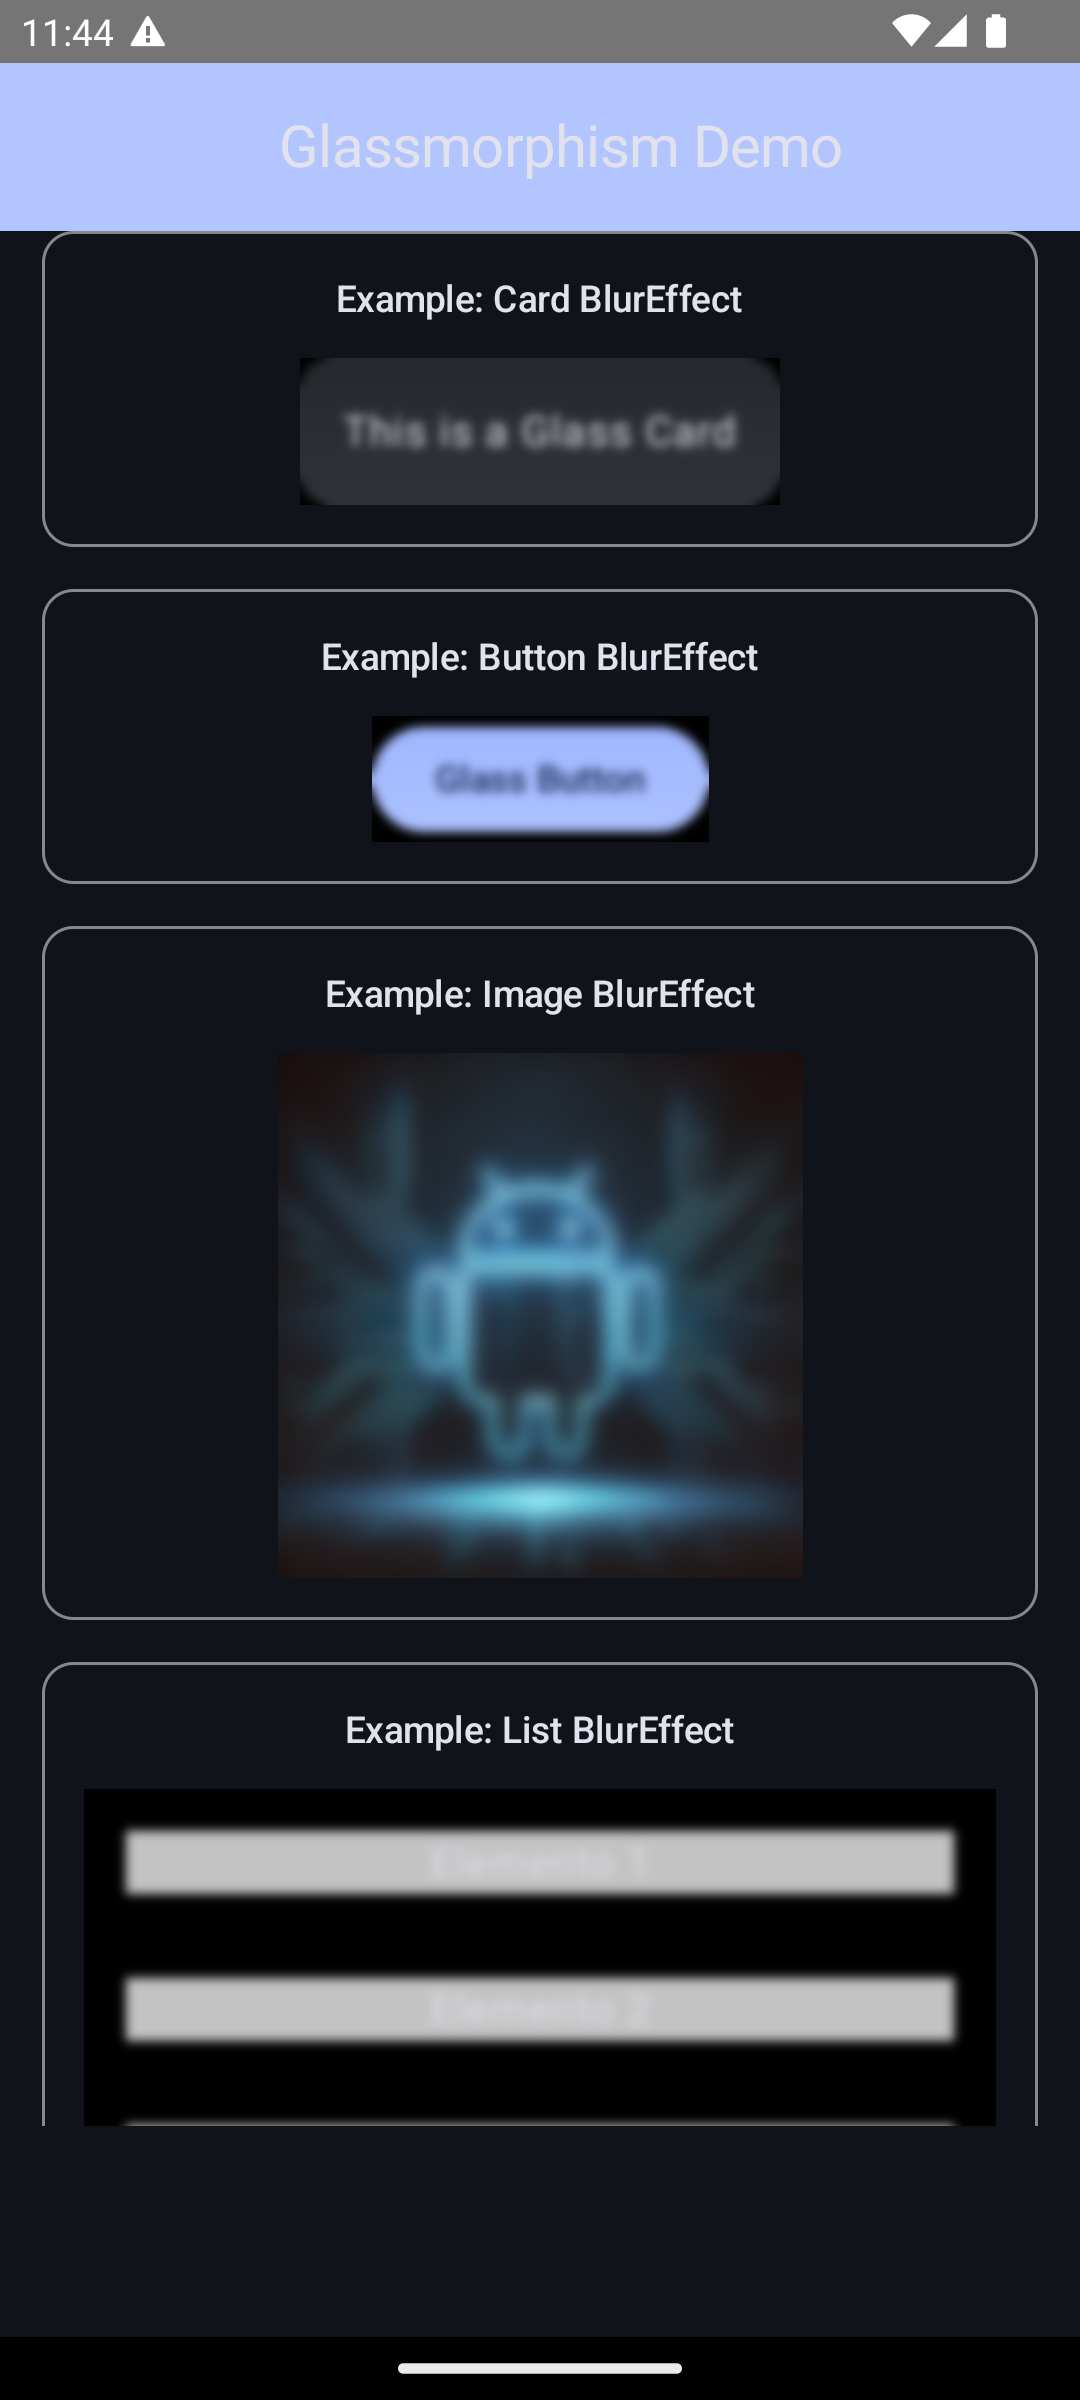 11:44
Glassmorphism Demo
Example: Card BlurEffect
This is a Glass Card
Example: Button BlurEffect
Glass Button
Example: Image BlurEffect
Example: List BlurEffect
Elemento 1
Elemento 2